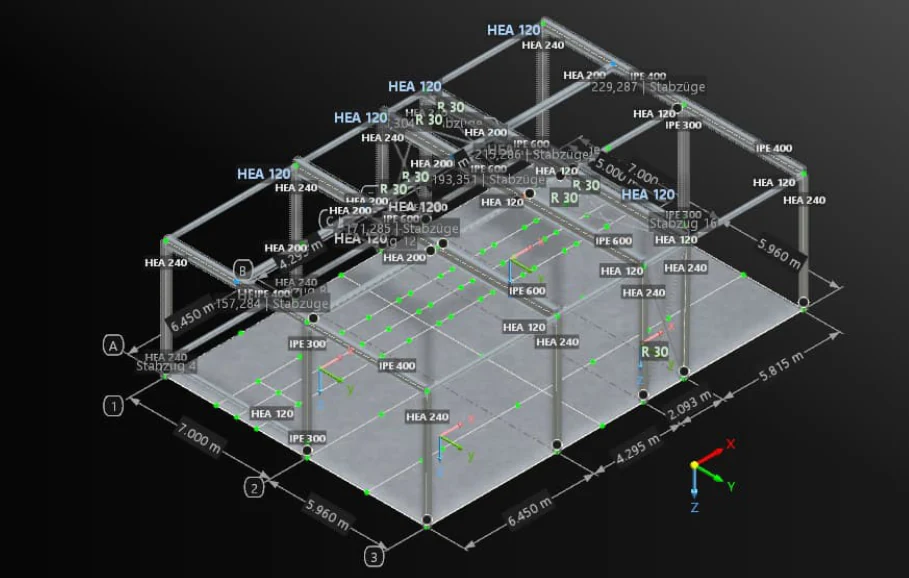 HEA 120
HEA 240
HEA 200
IPE 400
229,287 | Stabzüge
HEA 120
R 30
R 30
HEA 120
HEA 120
IPE 300
HEA 240
HEA 200
IPE 400
215,286 | Stabzüge
5.000
7.000
HEA 200
IPE 600
193,351 | Stabzüge
HEA 120
HEA 120
HEA 240
R 30
R 30
R 30
R 30
HEA 120
HEA 120
HEA 240
HEA 200
HEA 200
HEA 120
IPE 600
IPE 300
Stabzug 16
171,285 | Stabzüge
HEA 120
HEA 200
HEA 120
IPE 600
HEA 120
5.960 m
C
HEA 240
B
4.295 m
HEA 200
HEA 120
HEA 240
IPE 600
HEA 240
HEA 240
IPE 400
157,284 | Stabzüge
6.450 m
HEA 120
HEA 240
A
IPE 300
R 30
HEA 240
Stabzug 4
IPE 400
5.815 m
1
HEA 120
HEA 240
2.093 m
7.000 m
IPE 300
4.295 m
X
Y
2
6.450 m
Z
5.960 m
3